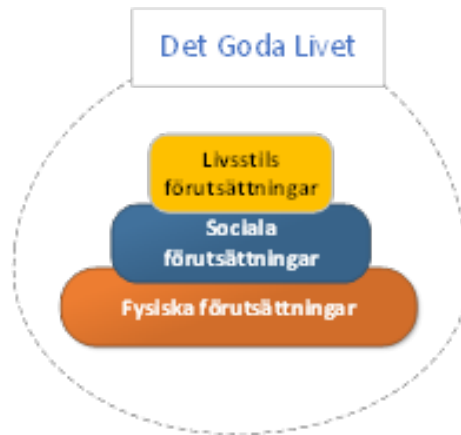 Det Goda Livet
Livsstils
förutsättningar
Sociala
förutsättningar
Fysiska förutsättningar